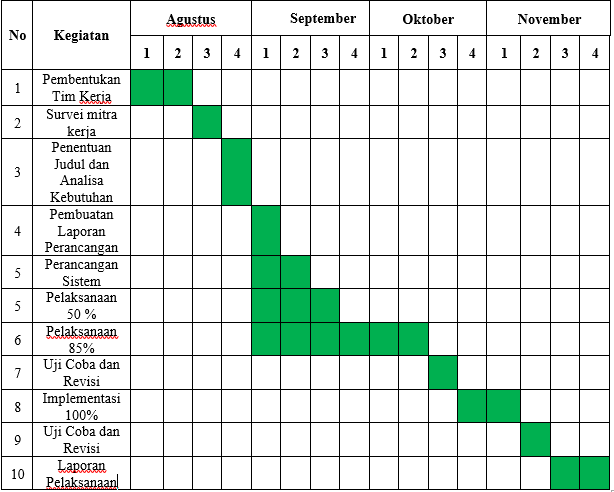 No Kegiatan Agustus September Oktober November
1 2 3 4 1 2 3 4 1 2 3 4 1 2 3 4
1 Pembentukan
Tim Kerja
2 Survei mitra
kerja
3 Penentuan
Judul dan
Analisa
Kebutuhan
4 Pembuatan
Laporan
Perancangan
5 Perancangan
Sistem
5 Pelaksanaan
50 %
6 Pelaksanaan
85%
7 Uji Coba dan
Revisi
8 Implementasi
100%
9 Uji Coba dan
Revisi
10 Laporan
Pelaksanaan